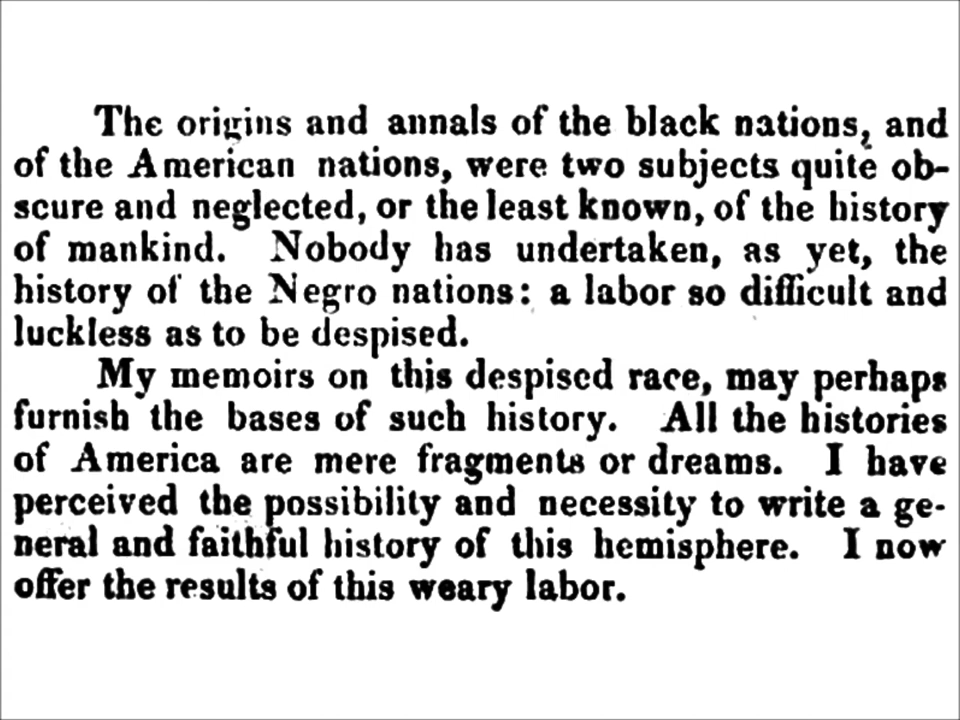 The origins and annals of the black nations, and
of the American nations, were two subjects quite ob-
scure and neglected, or the least known, of the history
of mankind. Nobody has undertaken, as yet, the
history of the Negro nations: a labor so difficult and
luckless as to be despised.
My memoirs on this despised race, may perhaps
furnish the bases of such history. All the histories
of America are mere fragments or dreams. I have
perceived the possibility and necessity to write a ge-
neral and faithful history of this hemisphere. I now
offer the results of this weary labor.